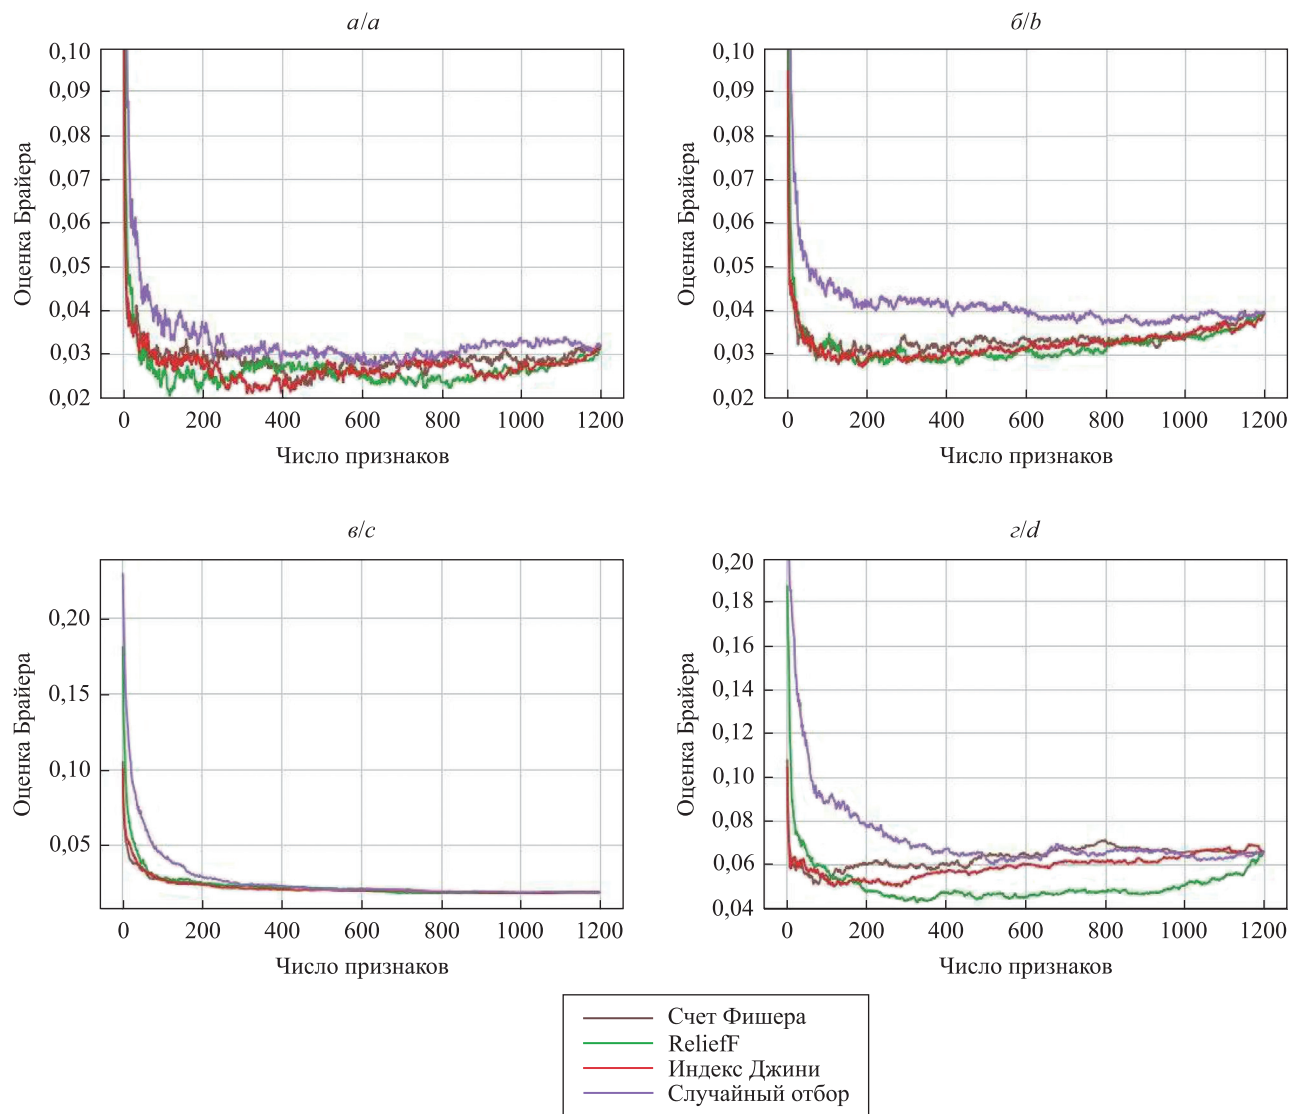 а/a
0,10
0,09
0,08
0,07
0,06
0,05
0,04
0,03
0,02
Оценка Брайера
0 200 400 600 800 1000 1200
Число признаков
б/b
0,10
0,09
0,08
0,07
0,06
0,05
0,04
0,03
0,02
Оценка Брайера
0 200 400 600 800 1000 1200
Число признаков
в/c
0,20
0,15
0,10
0,05
Оценка Брайера
0 200 400 600 800 1000 1200
Число признаков
г/d
0,20
0,18
0,16
0,14
0,12
0,10
0,08
0,06
0,04
Оценка Брайера
0 200 400 600 800 1000 1200
Число признаков
Счет Фишера
ReliefF
Индекс Джини
Случайный отбор